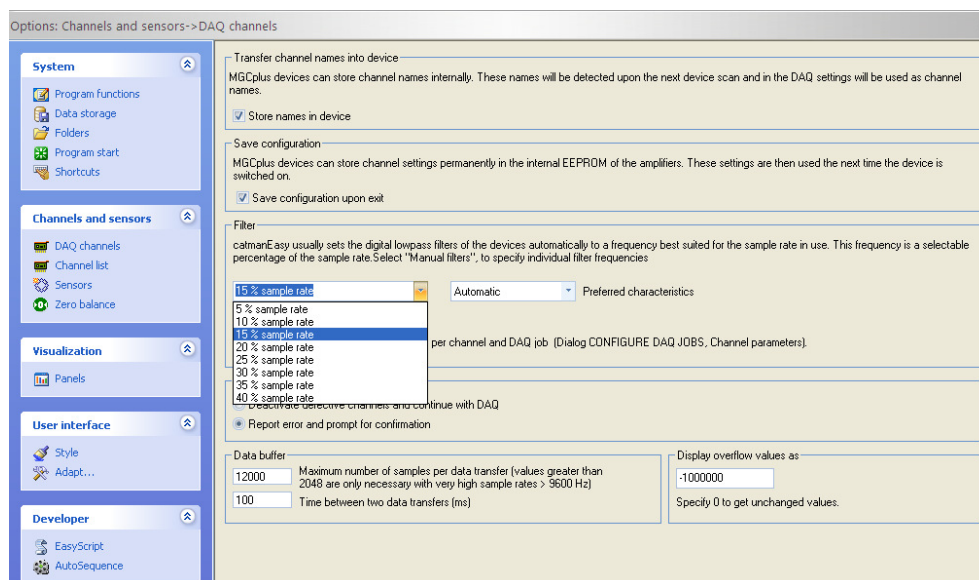 Options: Channels and sensors->DAQ channels
System
Program functions
Data storage
Folders
Program start
Shortcuts
Channels and sensors
DAQ channels
Channel list
Sensors
Zero balance
Visualization
Panels
User interface
Style
Adapt...
Developer
EasyScript
AutoSequence
Transfer channel names into device
MGCplus devices can store channel names internally. These names will be detected upon the next device scan and in the DAQ settings will be used as channel
names.
Store names in device
Save configuration
MGCplus devices can store channel settings permanently in the internal EEPROM of the amplifiers. These settings are then used the next time the device is
switched on.
Save configuration upon exit
Filter
catmanEasy usually sets the digital lowpass filters of the devices automatically to a frequency best suited for the sample rate in use. This frequency is a selectable
percentage of the sample rate.Select "Manual filters", to specify individual filter frequencies
15 % sample rate
Automatic
Preferred characteristics
5 % sample rate
10 % sample rate
15 % sample rate
20 % sample rate
25 % sample rate
30 % sample rate
35 % sample rate
40 % sample rate
per channel and DAQ job (Dialog CONFIGURE DAQ JOBS, Channel parameters).
Deactivate defective channels and continue with DAQ
Report error and prompt for confirmation
Data buffer
12000
Maximum number of samples per data transfer (values greater than
2048 are only necessary with very high sample rates > 9600 Hz)
100
Time between two data transfers (ms)
Display overflow values as
-1000000
Specify 0 to get unchanged values.